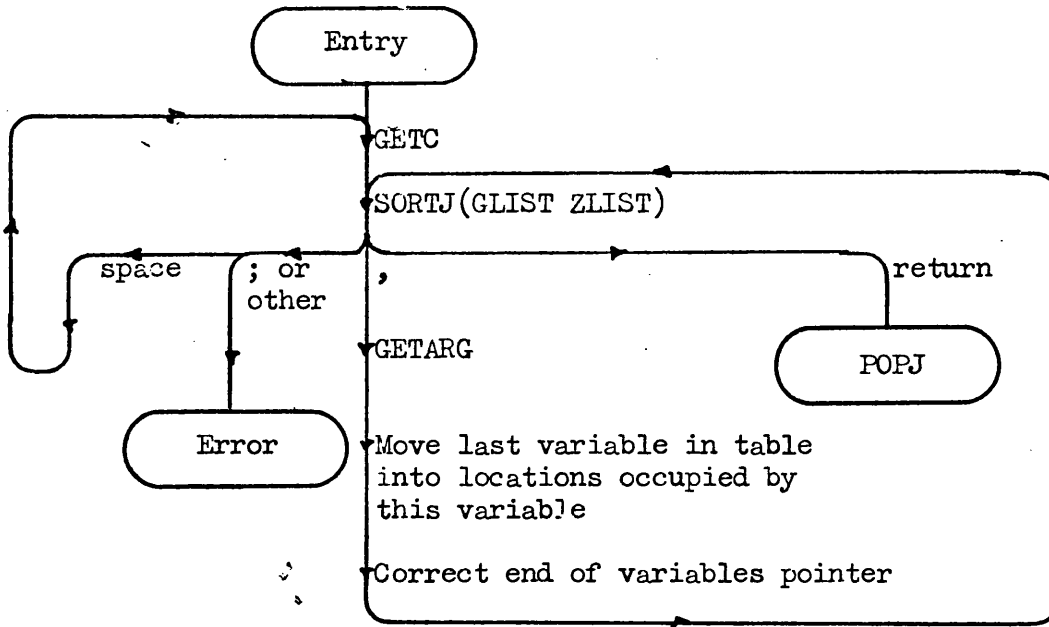 Entry
GETC
SORTJ(GLIST ZLIST)
space
; or
other
,
return
GETARG
POPJ
Error
Move last variable in table
into locations occupied by
this variable
Correct end of variables pointer